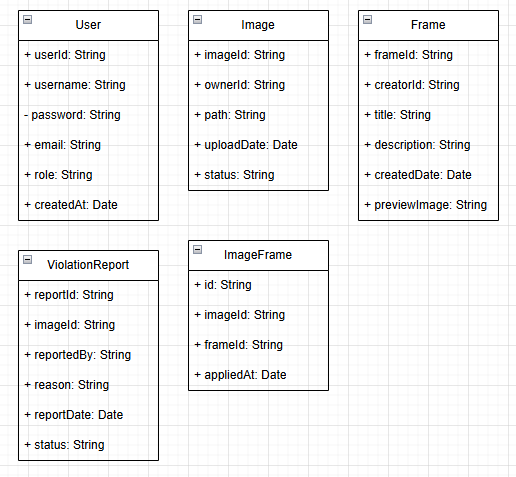 User
+ userId: String
+ username: String
- password: String
+ email: String
+ role: String
+ createdAt: Date
Image
+ imageId: String
+ ownerId: String
+ path: String
+ uploadDate: Date
+ status: String
Frame
+ frameId: String
+ creatorId: String
+ title: String
+ description: String
+ createdDate: Date
+ previewImage: String
ViolationReport
+ reportId: String
+ imageId: String
+ reportedBy: String
+ reason: String
+ reportDate: Date
+ status: String
ImageFrame
+ id: String
+ imageId: String
+ frameId: String
+ appliedAt: Date